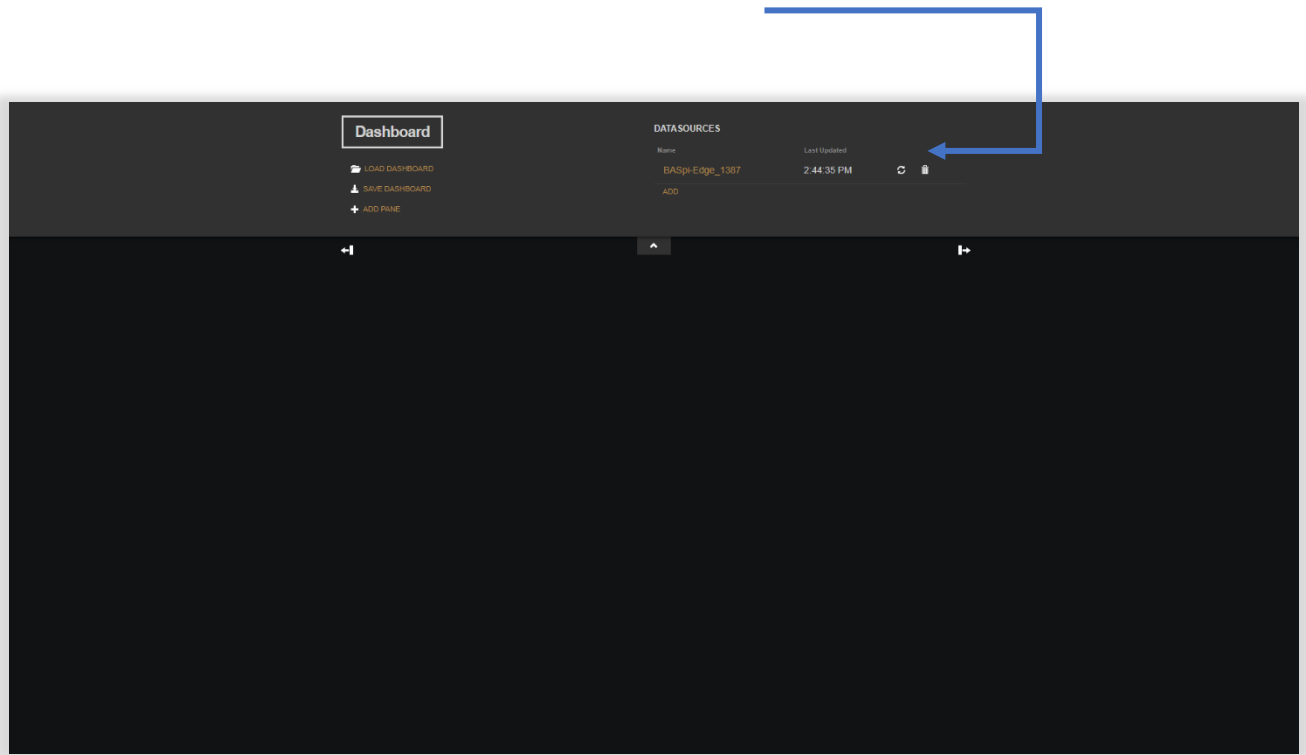 Dashboard
LOAD DASHBOARD
SAVE DASHBOARD
ADD PANE
DATASOURCES
Name Last Updated
BASpi-Edge_1387 2:44:35 PM
ADD